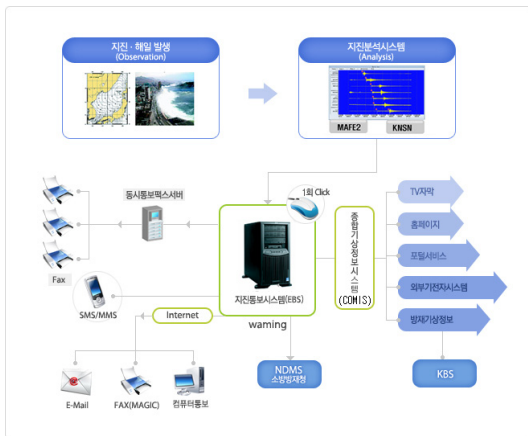 지진 · 해일 발생
(Observation)
지진분석시스템
(Analysis)
MAFE2
KNSN
동시통보팩스서버
1회 Click
Fax
SMS/MMS
지진통보시스템(EBS)
종합기상정보시스템
(COMIS)
TV자막
홈페이지
포털서비스
외부기전자시스템
방재기상정보
Internet
waming
NDMS
소방방재청
KBS
E-Mail
FAX(MAGIC)
컴퓨터통보